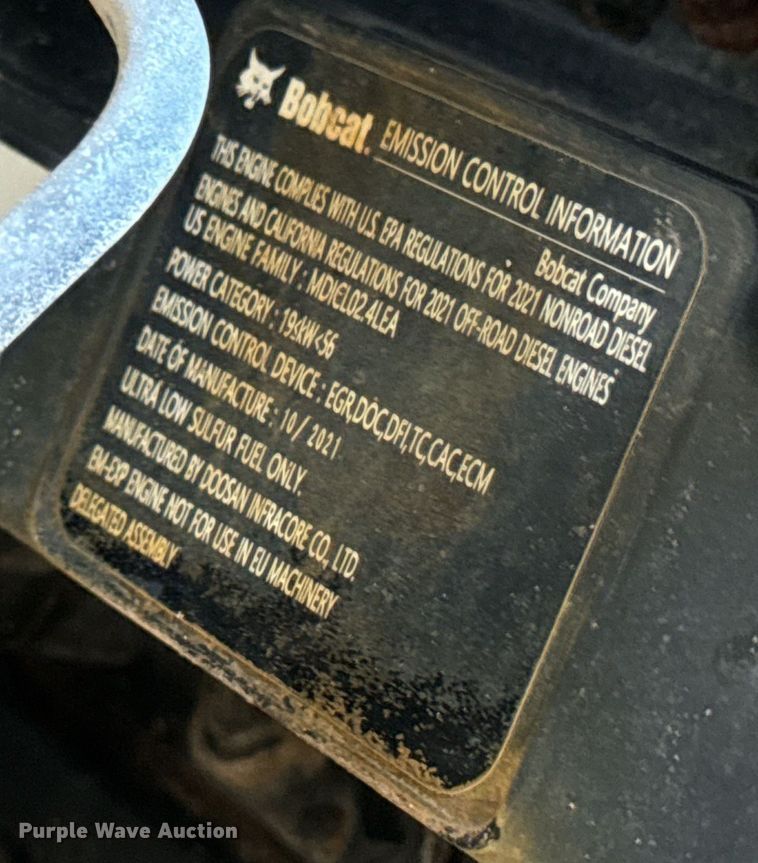 Bobcat. EMISSION CONTROL INFORMATION
Bobcat Company
THIS ENGINE COMPLIES WITH U.S. EPA REGULATIONS FOR 2021 NONROAD DIESEL
ENGINES AND CALIFORNIA REGULATIONS FOR 2021 OFF-ROAD DIESEL ENGINES
US ENGINE FAMILY : MDIEL02.4LEA
POWER CATEGORY : 19≤kW<56
EMISSION CONTROL DEVICE : EGR,DOC,DFI,TC,CAC,ECM
DATE OF MANUFACTURE : 10/2021
ULTRA LOW SULFUR FUEL ONLY.
MANUFACTURED BY DOOSAN INFRACORE CO., LTD.
EM-EXP ENGINE NOT FOR USE IN EU MACHINERY
DELEGATED ASSEMBLY
Purple Wave Auction